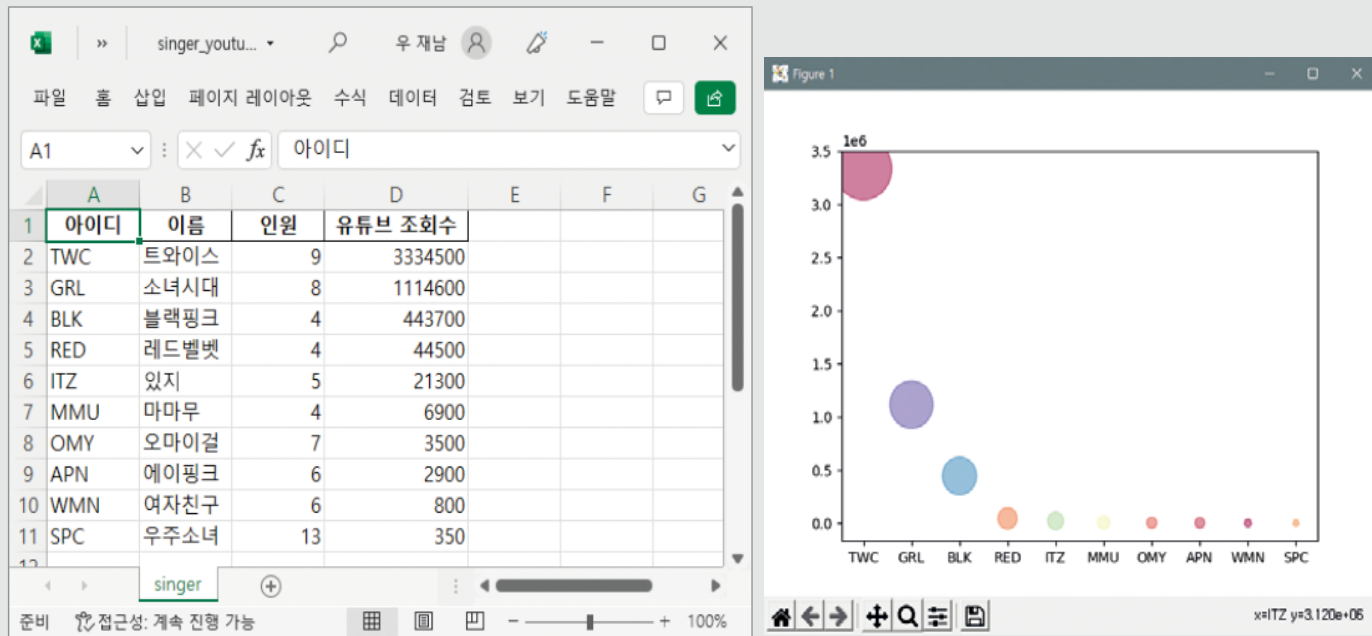 singer_youtu...
우 재남
파일 홈 삽입 페이지 레이아웃 수식 데이터 검토 보기 도움말
A1 fx 아이디
A B C D E F G
1 아이디 이름 인원 유튜브 조회수
2 TWC 트와이스 9 3334500
3 GRL 소녀시대 8 1114600
4 BLK 블랙핑크 4 443700
5 RED 레드벨벳 4 44500
6 ITZ 있지 5 21300
7 MMU 마마무 4 6900
8 OMY 오마이걸 7 3500
9 APN 에이핑크 6 2900
10 WMN 여자친구 6 800
11 SPC 우주소녀 13 350
12
singer
준비 접근성: 계속 진행 가능 100%
Figure 1
1e6
3.5
3.0
2.5
2.0
1.5
1.0
0.5
0.0
TWC GRL BLK RED ITZ MMU OMY APN WMN SPC
x=ITZ y=3.120e+06